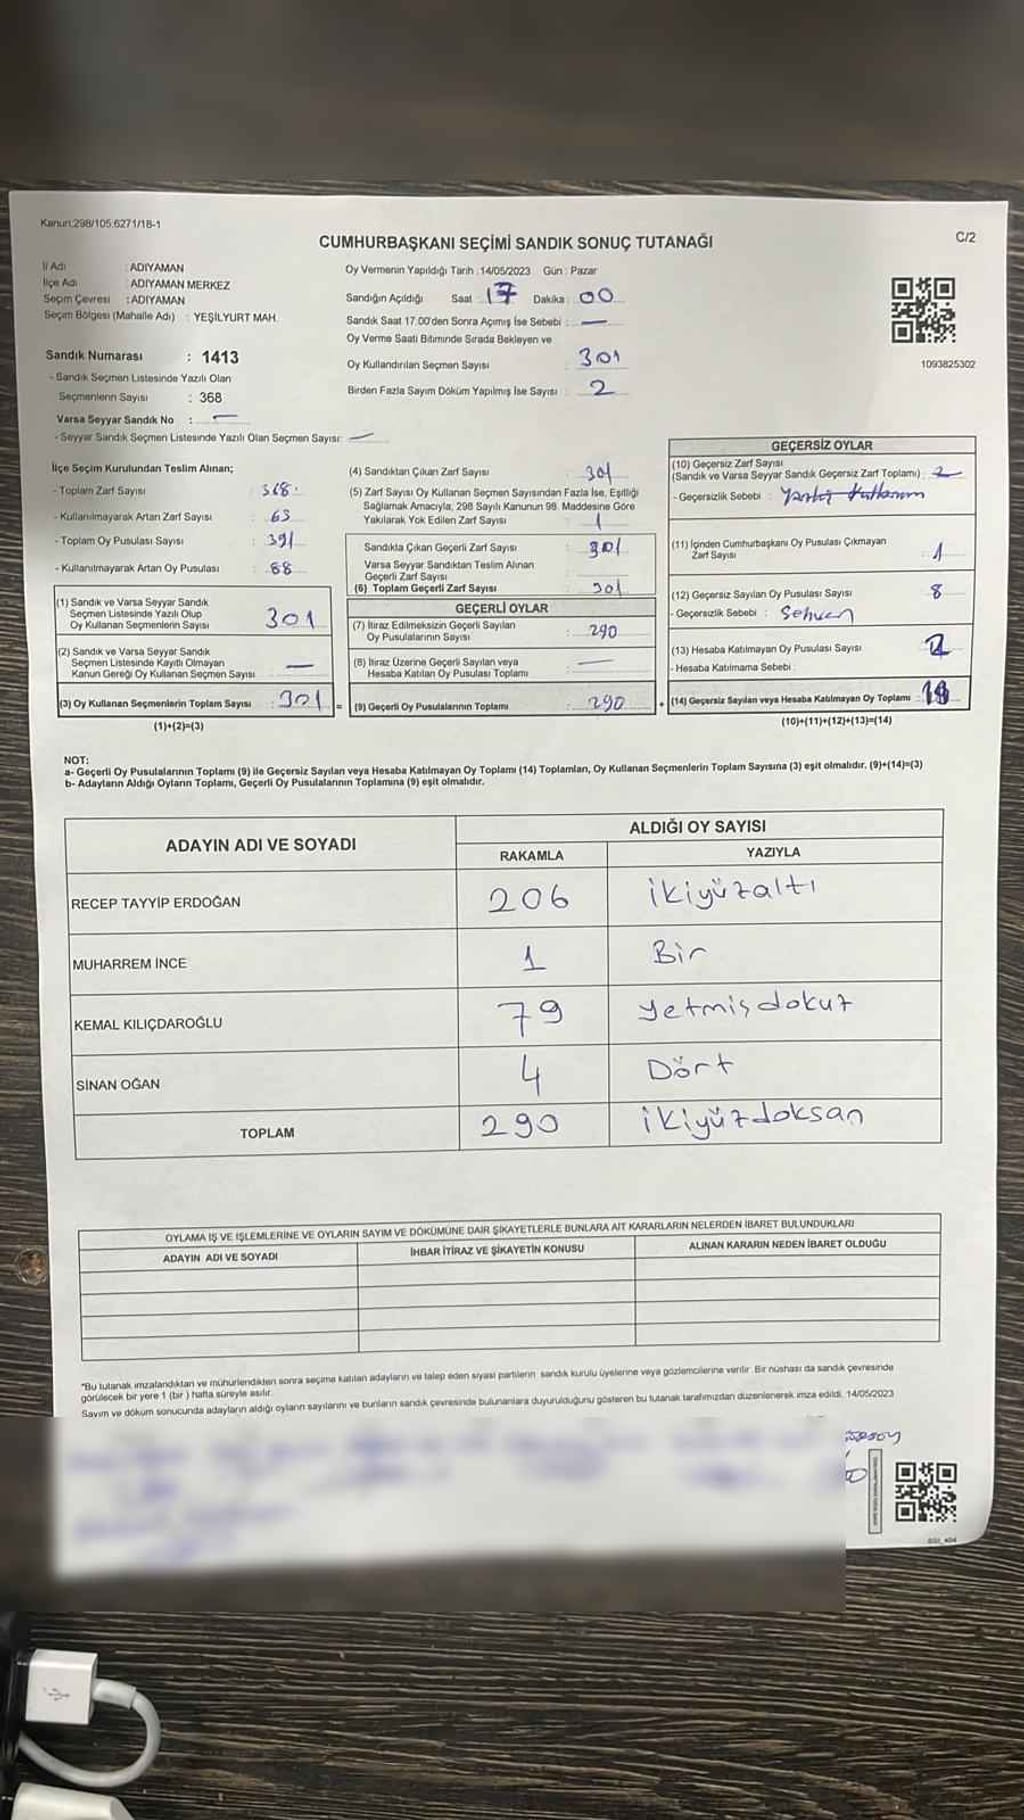 Kanun:298/105:6271/18-1
CUMHURBAŞKANI SEÇİMİ SANDIK SONUÇ TUTANAĞI
C/2
İl Adı : ADIYAMAN
İlçe Adı : ADIYAMAN MERKEZ
Seçim Çevresi : ADIYAMAN
Seçim Bölgesi (Mahalle Adı) : YEŞİLYURT MAH.
Sandık Numarası : 1413
- Sandık Seçmen Listesinde Yazılı Olan
Seçmenlerin Sayısı : 368
Varsa Seyyar Sandık No : —
- Seyyar Sandık Seçmen Listesinde Yazılı Olan Seçmen Sayısı: —
Oy Vermenin Yapıldığı Tarih : 14/05/2023 Gün : Pazar
Sandığın Açıldığı Saat : 17 Dakika : 00
Sandık Saat 17:00'den Sonra Açımış İse Sebebi : —
Oy Verme Saati Bitiminde Sırada Bekleyen ve
Oy Kullandırılan Seçmen Sayısı : 301
Birden Fazla Sayım Döküm Yapılmış İse Sayısı : 2
1093825302
İlçe Seçim Kurulundan Teslim Alınan;
- Toplam Zarf Sayısı : 368
- Kullanılmayarak Artan Zarf Sayısı : 63
- Toplam Oy Pusulası Sayısı : 391
- Kullanılmayarak Artan Oy Pusulası : 88
(1) Sandık ve Varsa Seyyar Sandık
Seçmen Listesinde Yazılı Olup
Oy Kullanan Seçmenlerin Sayısı 301
(2) Sandık ve Varsa Seyyar Sandık
Seçmen Listesinde Kayıtlı Olmayan
Kanun Gereği Oy Kullanan Seçmen Sayısı —
(3) Oy Kullanan Seçmenlerin Toplam Sayısı : 301 =
(1)+(2)=(3)
(4) Sandıktan Çıkan Zarf Sayısı : 301
(5) Zarf Sayısı Oy Kullanan Seçmen Sayısından Fazla İse, Eşitliği
Sağlamak Amacıyla, 298 Sayılı Kanunun 98. Maddesine Göre
Yakılarak Yok Edilen Zarf Sayısı : 1
Sandıkta Çıkan Geçerli Zarf Sayısı : 301
Varsa Seyyar Sandıktan Teslim Alınan
Geçerli Zarf Sayısı
(6) Toplam Geçerli Zarf Sayısı : 301
GEÇERLİ OYLAR
(7) İtiraz Edilmeksizin Geçerli Sayılan
Oy Pusulalarının Sayısı : 290
(8) İtiraz Üzerine Geçerli Sayılan veya
Hesaba Katılan Oy Pusulası Toplamı : —
(9) Geçerli Oy Pusulalarının Toplamı : 290 +
GEÇERSİZ OYLAR
(10) Geçersiz Zarf Sayısı
(Sandık ve Varsa Seyyar Sandık Geçersiz Zarf Toplamı) : 2
- Geçersizlik Sebebi : Yanlış Kullanım
(11) İçinden Cumhurbaşkanı Oy Pusulası Çıkmayan
Zarf Sayısı : 1
(12) Geçersiz Sayılan Oy Pusulası Sayısı : 8
- Geçersizlik Sebebi : Sehven
(13) Hesaba Katılmayan Oy Pusulası Sayısı :
- Hesaba Katılmama Sebebi :
(14) Geçersiz Sayılan veya Hesaba Katılmayan Oy Toplamı :
(10)+(11)+(12)+(13)=(14)
NOT:
a- Geçerli Oy Pusulalarının Toplamı (9) ile Geçersiz Sayılan veya Hesaba Katılmayan Oy Toplamı (14) Toplamları, Oy Kullanan Seçmenlerin Toplam Sayısına (3) eşit olmalıdır. (9)+(14)=(3)
b- Adayların Aldığı Oyların Toplamı, Geçerli Oy Pusulalarının Toplamına (9) eşit olmalıdır.
ADAYIN ADI VE SOYADI ALDIĞI OY SAYISI
RAKAMLA YAZIYLA
RECEP TAYYİP ERDOĞAN 206 ikiyüzaltı
MUHARREM İNCE 1 Bir
KEMAL KILIÇDAROĞLU 79 yetmişdokuz
SİNAN OĞAN 4 Dört
TOPLAM 290 ikiyüzdoksan
OYLAMA İŞ VE İŞLEMLERİNE VE OYLARIN SAYIM VE DÖKÜMÜNE DAİR ŞİKAYETLERLE BUNLARA AİT KARARLARIN NELERDEN İBARET BULUNDUKLARI
ADAYIN ADI VE SOYADI İHBAR İTİRAZ VE ŞİKAYETİN KONUSU ALINAN KARARIN NEDEN İBARET OLDUĞU
"Bu tutanak imzalandıktan ve mühürlendikten sonra seçime katılan adayların ve talep eden siyasi partilerin sandık kurulu üyelerine veya gözlemcilerine verilir. Bir nüshası da sandık çevresinde
görülecek bir yere 1 (bir) hafta süreyle asılır.
Sayım ve döküm sonucunda adayların aldığı oyların sayılarını ve bunların sandık çevresinde bulunanlara duyurulduğunu gösteren bu tutanak tarafımızdan düzenlenerek imza edildi. 14/05/2023